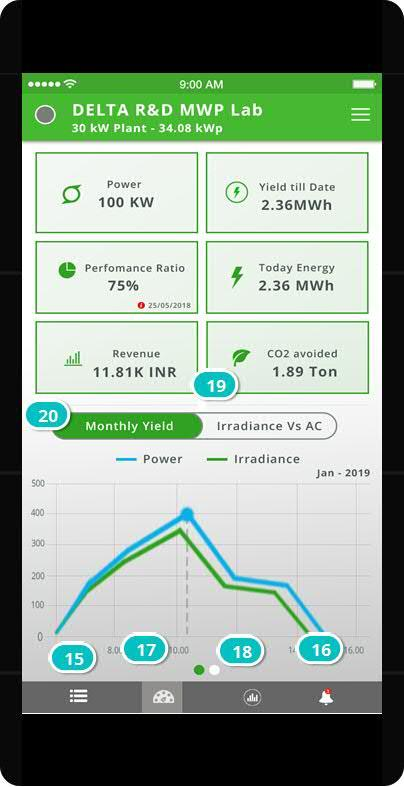 9:00 AM
DELTA R&D MWP Lab
30 kW Plant - 34.08 kWp
Power
100 KW
Yield till Date
2.36MWh
Perfomance Ratio
75%
25/05/2018
Today Energy
2.36 MWh
Revenue
11.81K INR
CO2 avoided
1.89 Ton
19
20
Monthly Yield
Irradiance Vs AC
Power
Irradiance
Jan - 2019
500
400
300
200
100
0
8.00
10.00
16.00
15
17
18
16